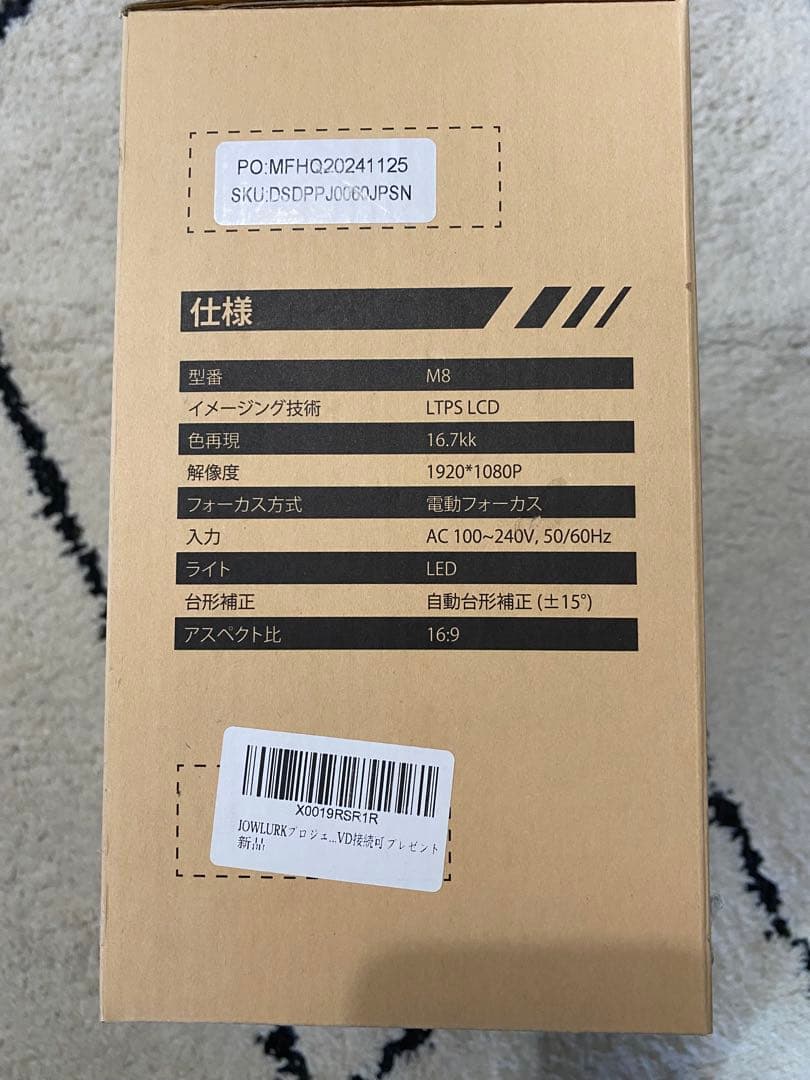 PO:MFHQ20241125
SKU:DSDPPJ0060JPSN
仕様
型番 M8
イメージング技術 LTPS LCD
色再現 16.7kk
解像度 1920*1080P
フォーカス方式 電動フォーカス
入力 AC 100~240V, 50/60Hz
ライト LED
台形補正 自動台形補正 (±15°)
アスペクト比 16:9
X0019RSR1R
JOWLURKプロジェ...VD接続可 プレゼント
新品